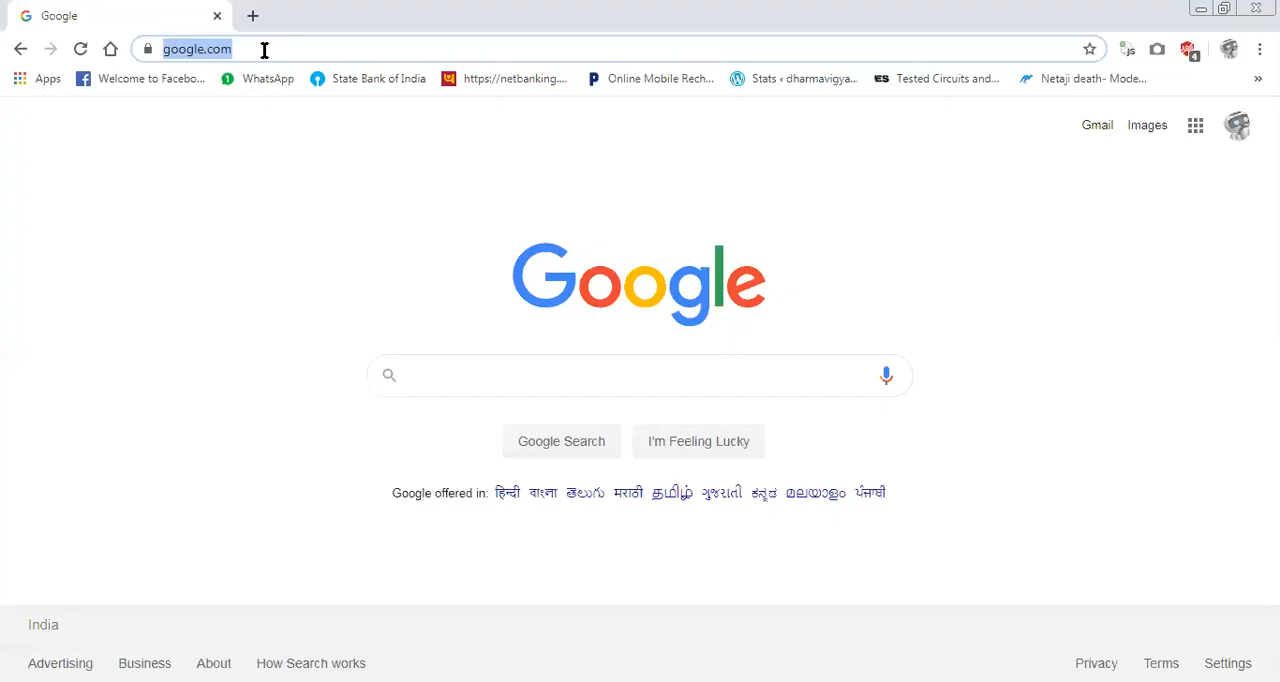 Google
google.com
Apps Welcome to Facebo... WhatsApp State Bank of India https://netbanking.... Online Mobile Rech... Stats ‹ dharmavigya... ES Tested Circuits and... Netaji death- Mode... »
Gmail Images
Google
Google Search I'm Feeling Lucky
Google offered in: हिन्दी বাংলা తెలుగు मराठी தமிழ் ગુજરાતી ಕನ್ನಡ മലയാളം ਪੰਜਾਬੀ
India
Advertising Business About How Search works Privacy Terms Settings